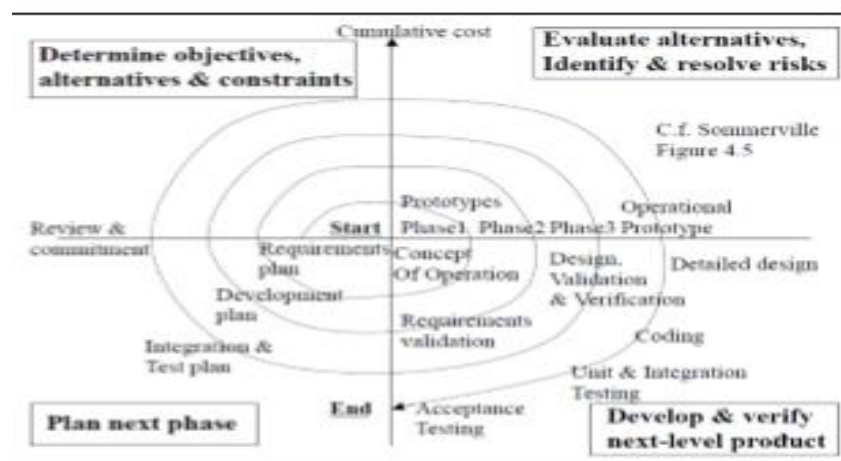 Cumulative cost
Determine objectives,
alternatives & constraints
Evaluate alternatives,
Identify & resolve risks
C.f. Sommerville
Figure 4.5
Prototypes
Operational
Prototype
Review &
commitment
Start
Phase1
Phase2
Phase3
Requirements
plan
Concept
Of Operation
Design,
Validation
& Verification
Detailed design
Development
plan
Requirements
validation
Coding
Integration &
Test plan
Unit & Integration
Testing
Plan next phase
End
Acceptance
Testing
Develop & verify
next-level product